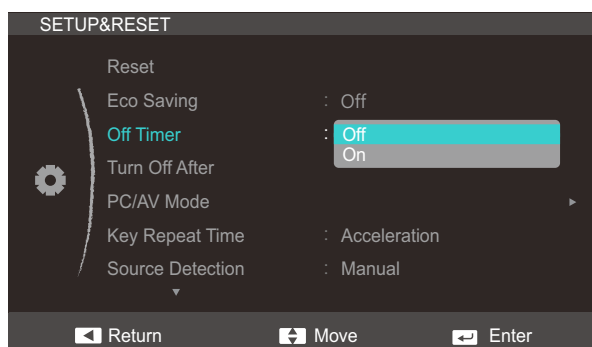 SETUP&RESET
Reset
Eco Saving : Off
Off Timer : Off
On
Turn Off After
PC/AV Mode
Key Repeat Time : Acceleration
Source Detection : Manual
Return Move Enter